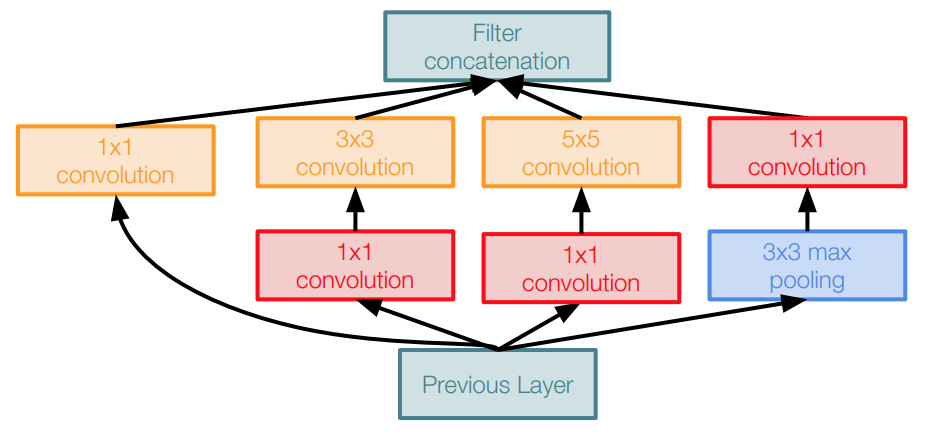 Filter
concatenation
1x1
convolution
3x3
convolution
5x5
convolution
1x1
convolution
1x1
convolution
1x1
convolution
3x3 max
pooling
Previous Layer